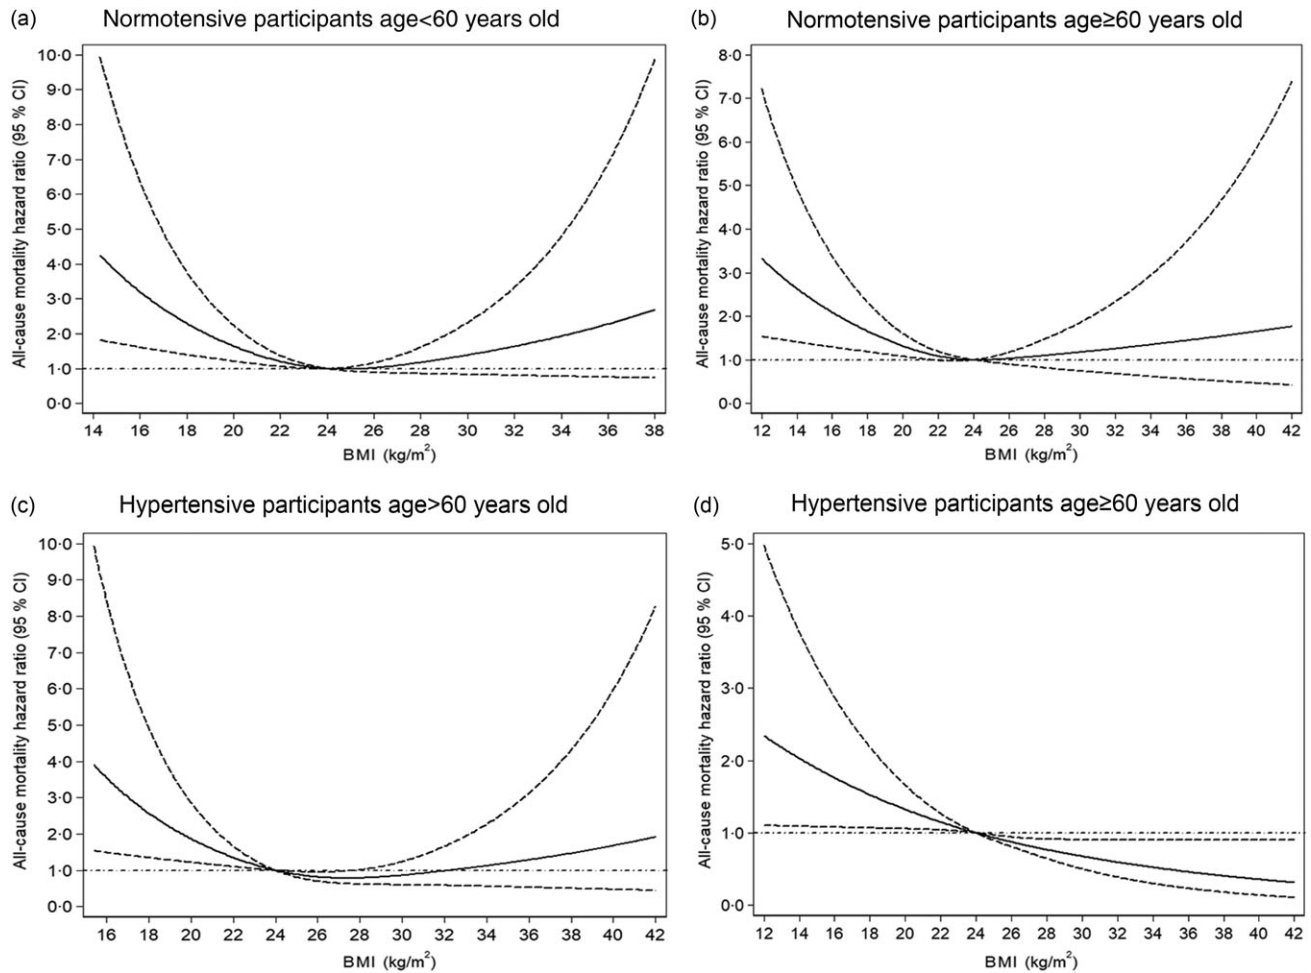 (a) Normotensive participants age<60 years old
All-cause mortality hazard ratio (95 % CI)
10·0
9·0
8·0
7·0
6·0
5·0
4·0
3·0
2·0
1·0
0·0
14 16 18 20 22 24 26 28 30 32 34 36 38
BMI (kg/m²)
(b) Normotensive participants age≥60 years old
All-cause mortality hazard ratio (95 % CI)
8·0
7·0
6·0
5·0
4·0
3·0
2·0
1·0
0·0
12 14 16 18 20 22 24 26 28 30 32 34 36 38 40 42
BMI (kg/m²)
(c) Hypertensive participants age>60 years old
All-cause mortality hazard ratio (95 % CI)
10·0
9·0
8·0
7·0
6·0
5·0
4·0
3·0
2·0
1·0
0·0
16 18 20 22 24 26 28 30 32 34 36 38 40 42
BMI (kg/m²)
(d) Hypertensive participants age≥60 years old
All-cause mortality hazard ratio (95 % CI)
5·0
4·0
3·0
2·0
1·0
0·0
12 14 16 18 20 22 24 26 28 30 32 34 36 38 40 42
BMI (kg/m²)